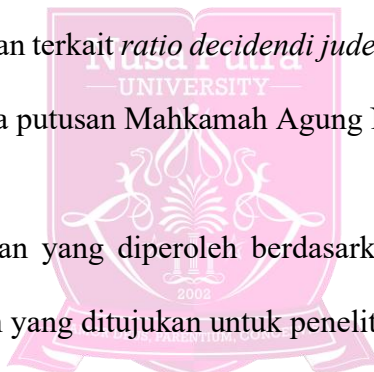 an terkait ratio decidendi jude
Nusa Putra
UNIVERSITY
a putusan Mahkamah Agung
an yang diperoleh berdasark
2002
n yang ditujukan untuk penelit
PARENTIUM,